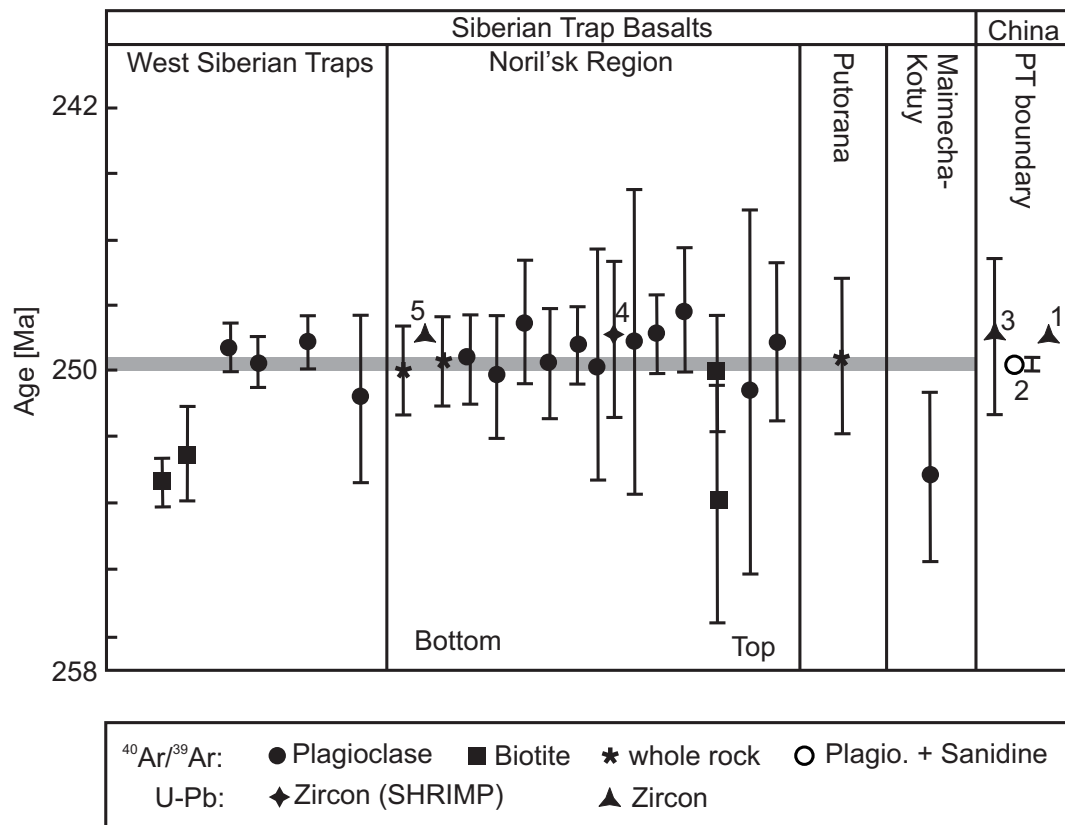 Siberian Trap Basalts China
West Siberian Traps Noril'sk Region Putorana Maimecha-Kotuy PT boundary
242
250
258
Age [Ma]
5 4 3 1
2
Bottom Top
⁴⁰Ar/³⁹Ar: Plagioclase Biotite whole rock Plagio. + Sanidine
U-Pb: Zircon (SHRIMP) Zircon